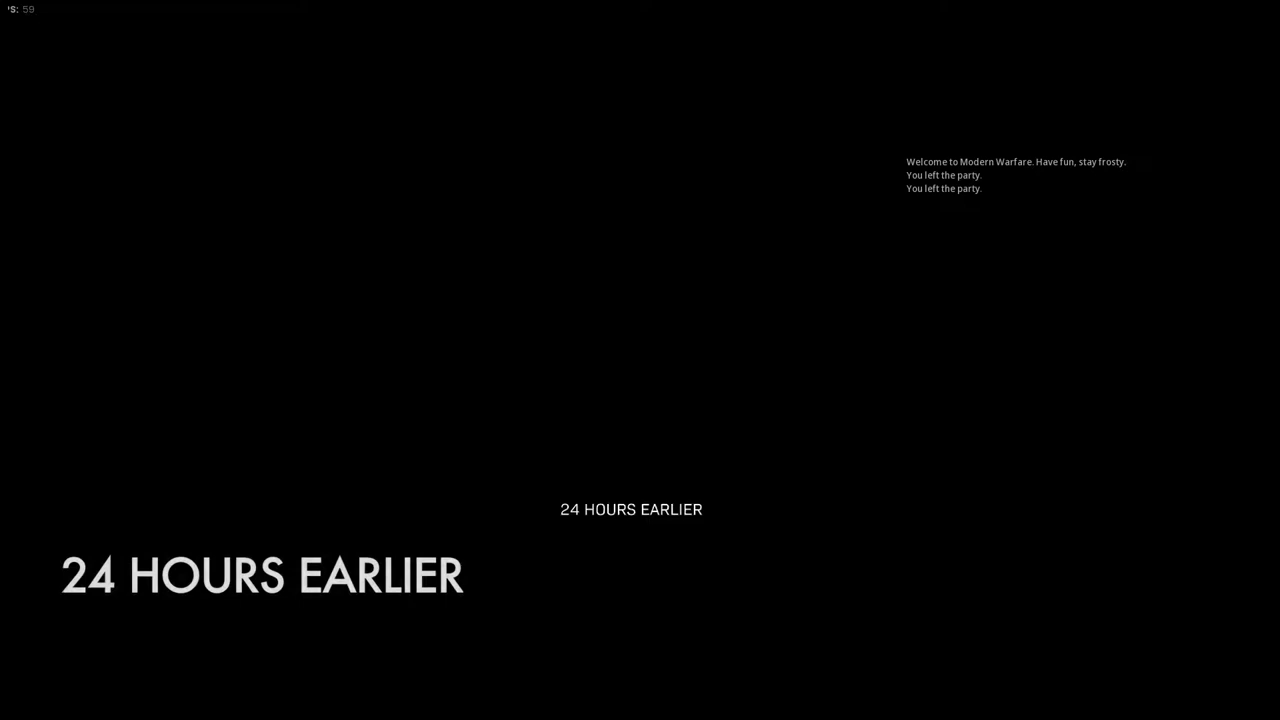 'S: 59
Welcome to Modern Warfare. Have fun, stay frosty.
You left the party.
You left the party.
24 HOURS EARLIER
24 HOURS EARLIER